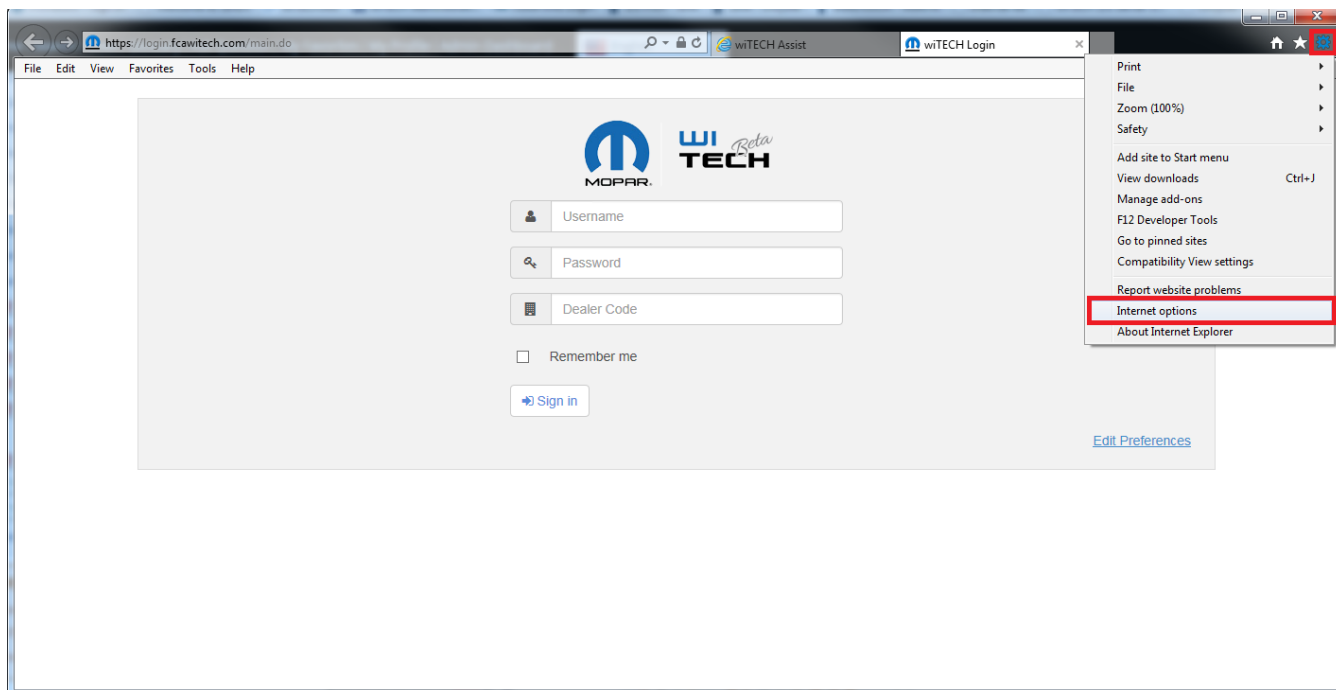 https://login.fcawitech.com/main.do
wiTECH Assist
wiTECH Login
File Edit View Favorites Tools Help
MOPAR.
WI Beta
TECH
Username
Password
Dealer Code
Remember me
Sign in
Edit Preferences
Print
File
Zoom (100%)
Safety
Add site to Start menu
View downloads Ctrl+J
Manage add-ons
F12 Developer Tools
Go to pinned sites
Compatibility View settings
Report website problems
Internet options
About Internet Explorer